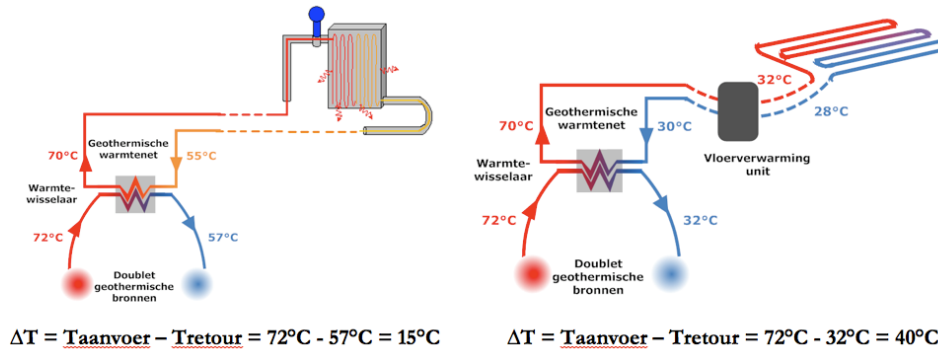 Geothermische
warmtenet
70°C
55°C
Warmte-
wisselaar
72°C
57°C
Doublet
geothermische
bronnen
ΔT = Taanvoer – Tretour = 72°C - 57°C = 15°C
32°C
28°C
Geothermische
warmtenet
70°C
30°C
Vloerverwarming
unit
Warmte-
wisselaar
72°C
32°C
Doublet
geothermische
bronnen
ΔT = Taanvoer – Tretour = 72°C - 32°C = 40°C